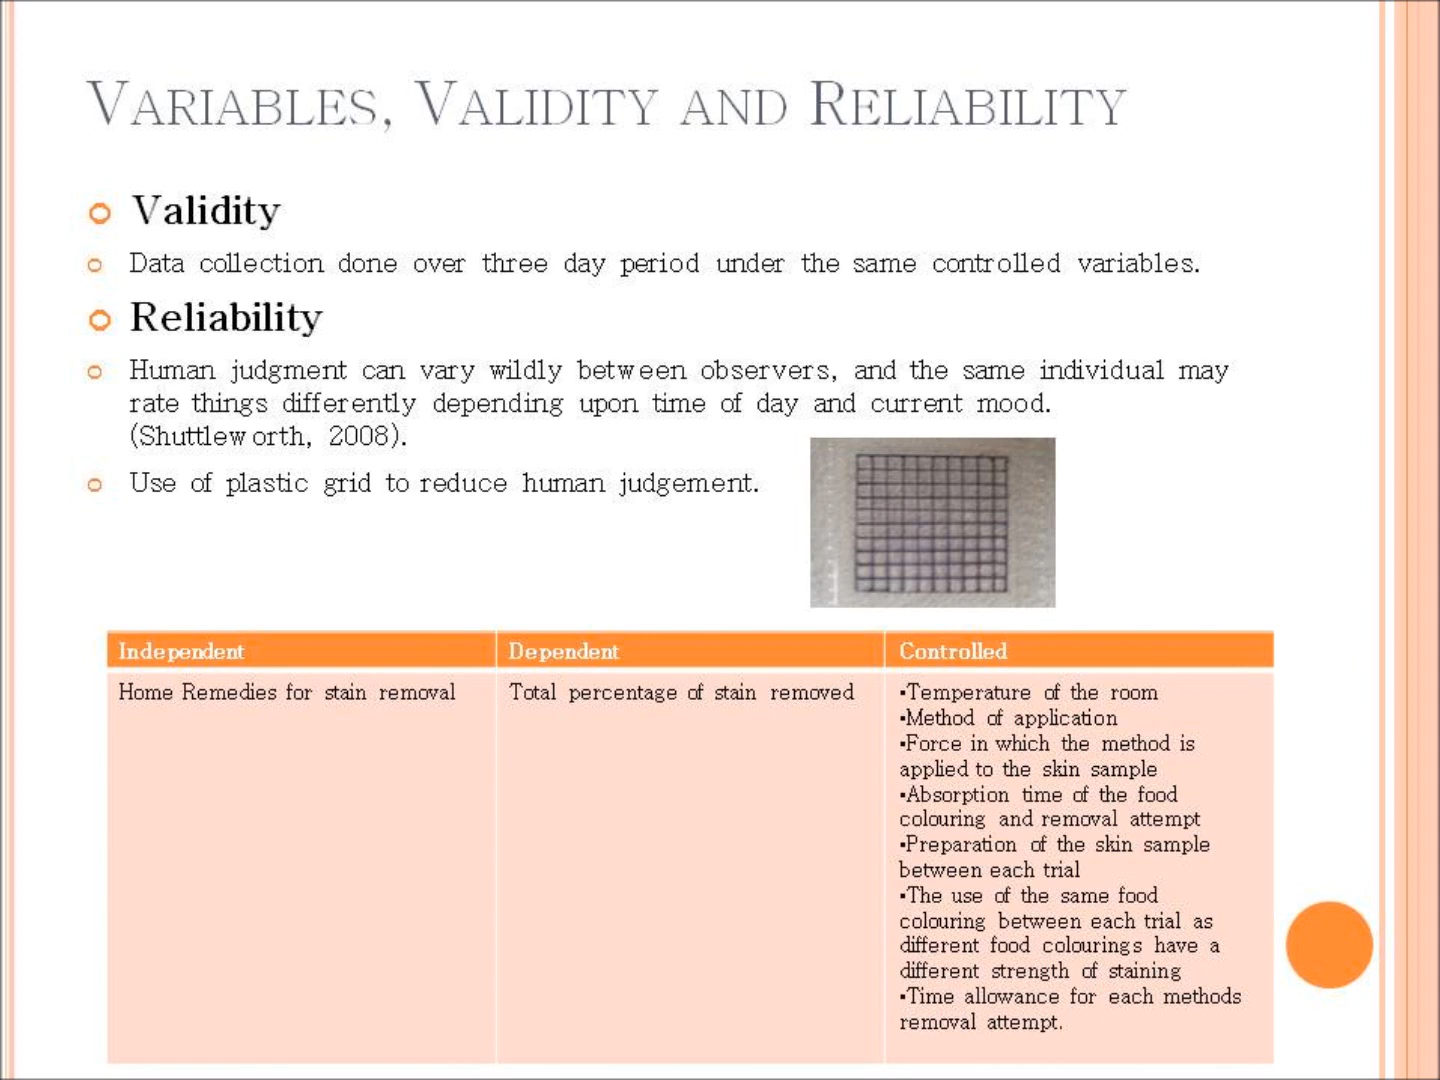 VARIABLES, VALIDITY AND RELIABILITY
Validity
Data collection done over three day period under the same controlled variables.
Reliability
Human judgment can vary wildly between observers, and the same individual may
rate things differently depending upon time of day and current mood.
(Shuttleworth, 2008).
Use of plastic grid to reduce human judgement.
Independent
Dependent
Controlled
Home Remedies for stain removal
Total percentage of stain removed
•Temperature of the room
•Method of application
•Force in which the method is
applied to the skin sample
•Absorption time of the food
colouring and removal attempt
•Preparation of the skin sample
between each trial
•The use of the same food
colouring between each trial as
different food colourings have a
different strength of staining
•Time allowance for each methods
removal attempt.